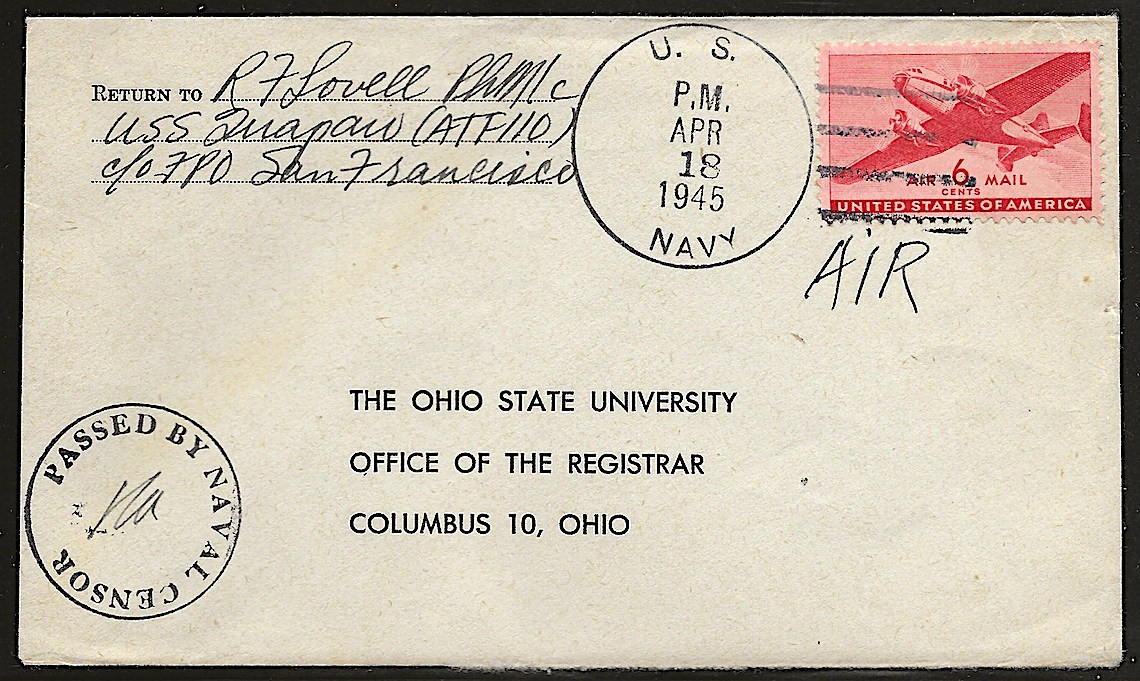 RETURN TO R F Lovell PhM1c
USS Quapaw (ATF110)
c/o FPO San Francisco
U. S.
P.M.
APR
18
1945
NAVY
AIR 6 MAIL
CENTS
UNITED STATES OF AMERICA
AIR
THE OHIO STATE UNIVERSITY
OFFICE OF THE REGISTRAR
COLUMBUS 10, OHIO
PASSED BY NAVAL CENSOR